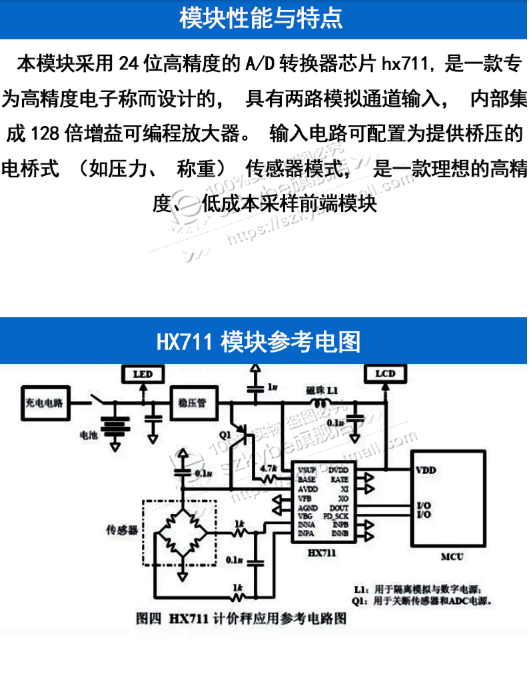 模块性能与特点
本模块采用 24 位高精度的 A/D 转换器芯片 hx711, 是一款专
为高精度电子称而设计的， 具有两路模拟通道输入， 内部集
成 128 倍增益可编程放大器。 输入电路可配置为提供桥压的
电桥式 （如压力、 称重） 传感器模式， 是一款理想的高精
度、 低成本采样前端模块
HX711 模块参考电图
LED
LCD
1u
磁珠 L1
充电电路
稳压管
电池
0.1u
Q1
4.7k
0.1u
VSUP DVDD
BASE RATE
AVDD XI
VFB XO
AGND DOUT
VBG PD_SCK
INNA INPB
INPA INNB
VDD
I/O
I/O
传感器
1k
0.1u
1k
HX711
MCU
L1: 用于隔离模拟与数字电源;
Q1: 用于关断传感器和ADC电源。
图四 HX711 计价秤应用参考电路图